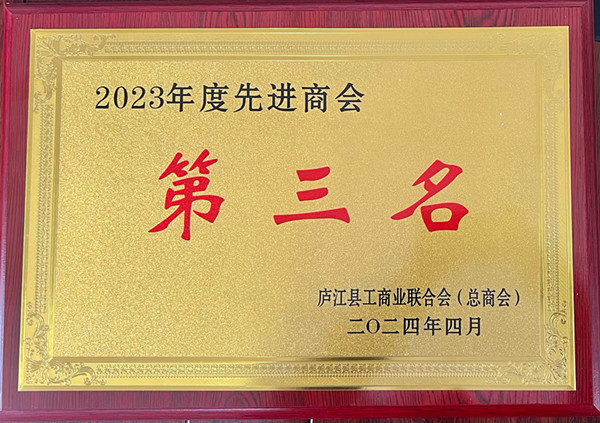 2023年度先进商会
第三名
庐江县工商业联合会(总商会)
二〇二四年四月